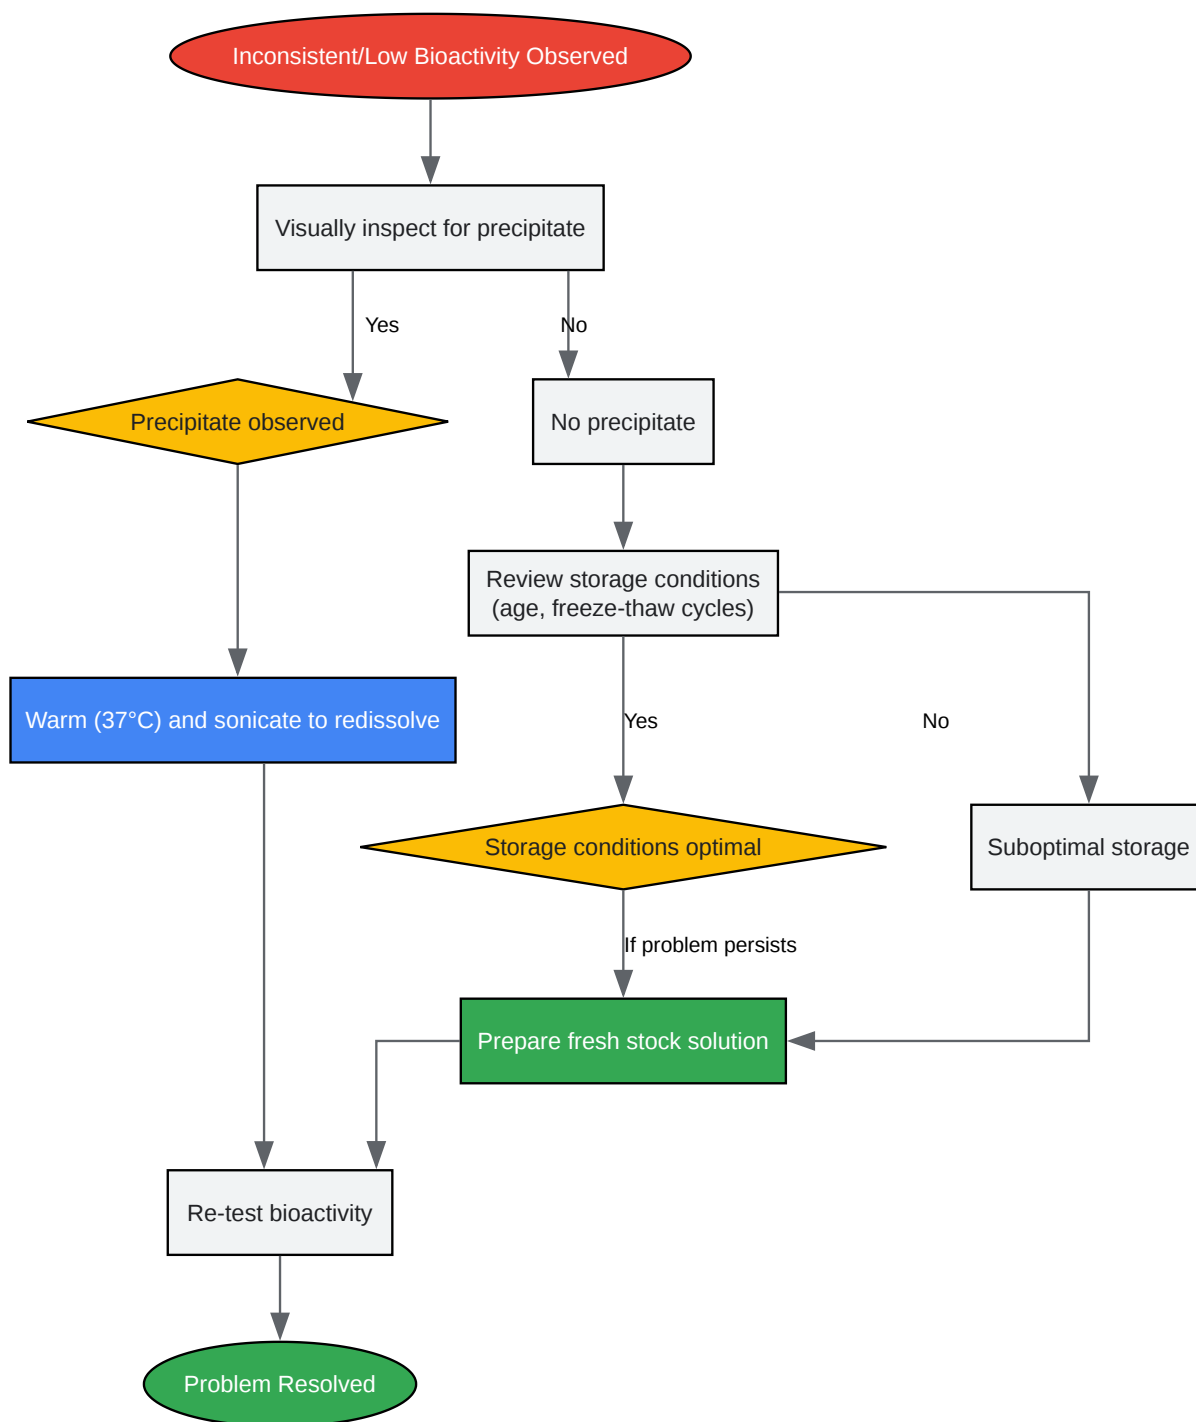 Inconsistent/Low Bioactivity Observed
Visually inspect for precipitate
Yes
No
Precipitate observed
No precipitate
Review storage conditions
(age, freeze-thaw cycles)
Warm (37°C) and sonicate to redissolve
Yes
No
Storage conditions optimal
Suboptimal storage
If problem persists
Prepare fresh stock solution
Re-test bioactivity
Problem Resolved